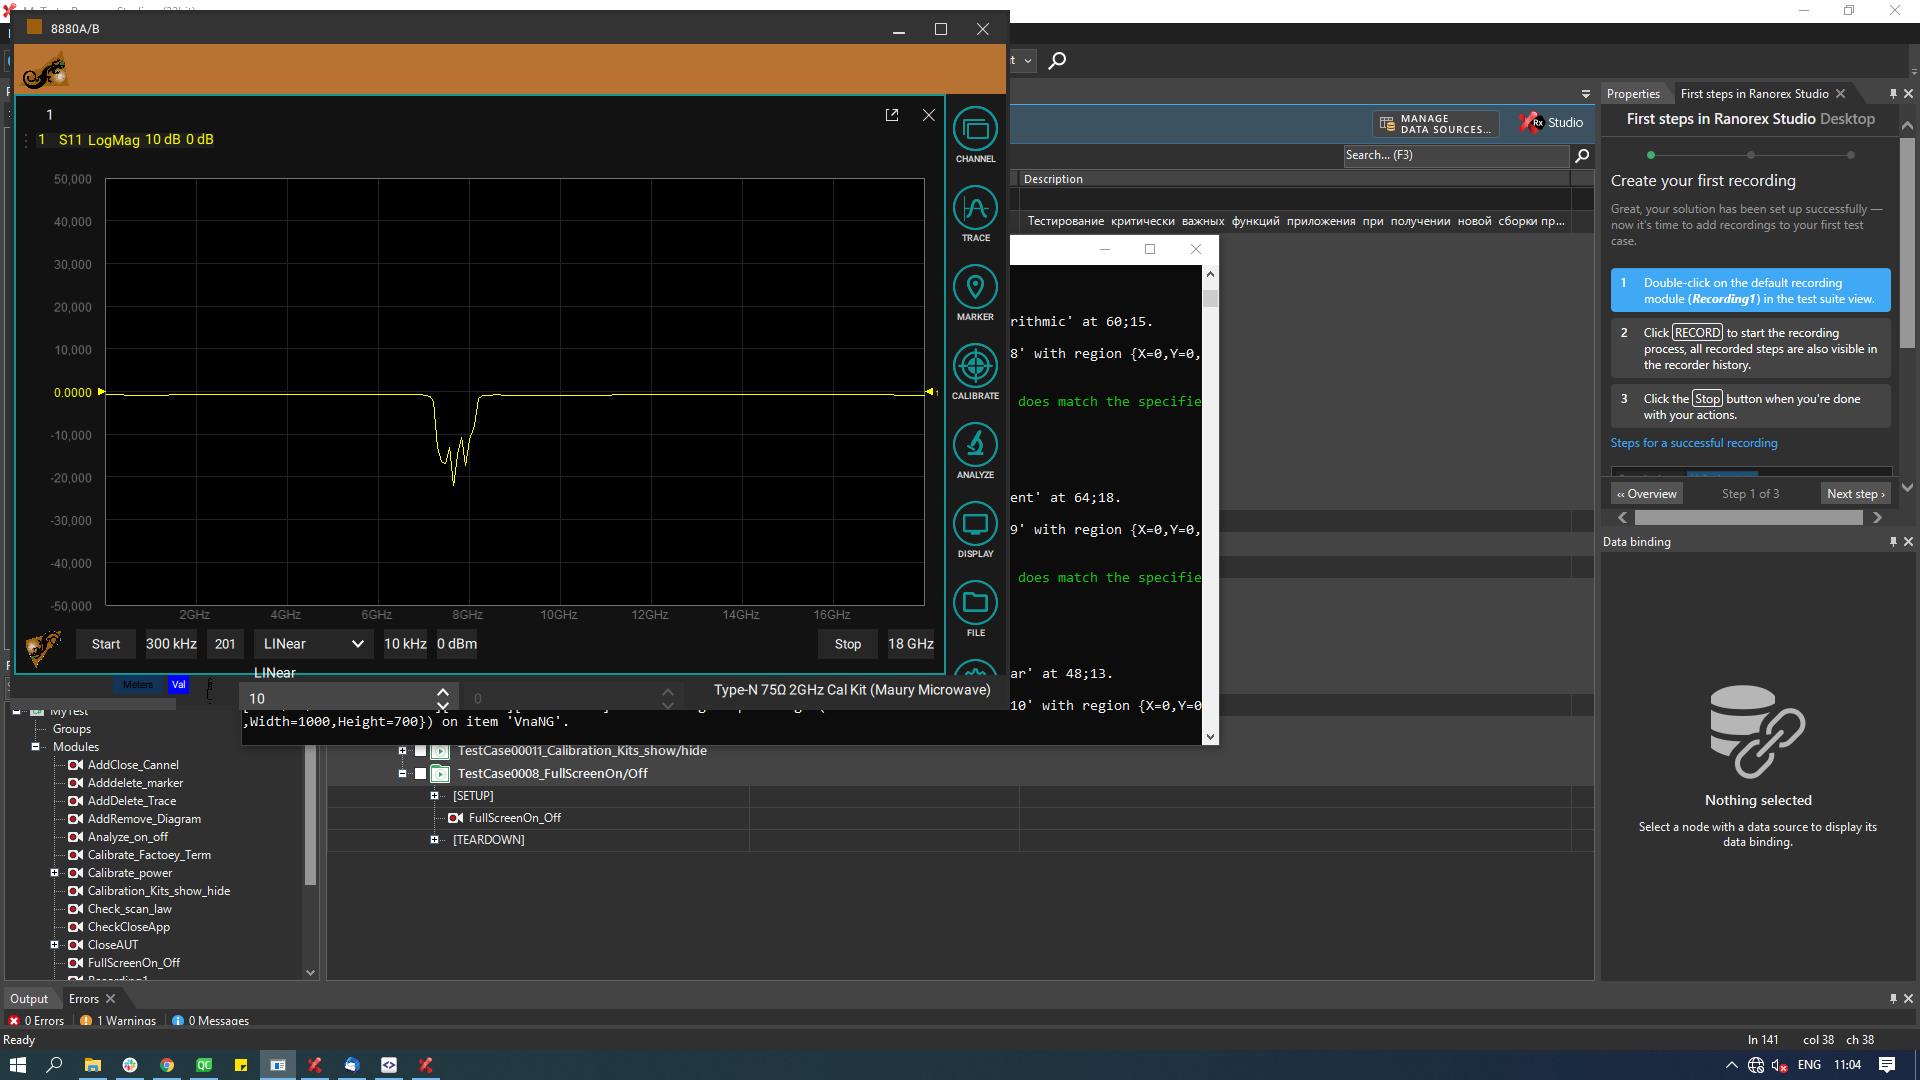 8880A/B
1
1 S11 LogMag 10 dB 0 dB
50,000
40,000
30,000
20,000
10,000
0.0000
-10,000
-20,000
-30,000
-40,000
-50,000
2GHz 4GHz 6GHz 8GHz 10GHz 12GHz 14GHz 16GHz
Start 300 kHz 201 LINear 10 kHz 0 dBm Stop 18 GHz
LINear
Meters Val
10 0 Type-N 75Ω 2GHz Cal Kit (Maury Microwave)
CHANNEL
TRACE
MARKER
CALIBRATE
ANALYZE
DISPLAY
FILE
MANAGE
DATA SOURCES...
Rx Studio
Search... (F3)
Description
Тестирование критически важных функций приложения при получении новой сборки пр...
rithmic' at 60;15.
8' with region {X=0,Y=0,
does match the specifie
ent' at 64;18.
9' with region {X=0,Y=0,
does match the specifie
ar' at 48;13.
10' with region {X=0,Y=0
,Width=1000,Height=700}) on item 'VnaNG'.
MyTest
Groups
Modules
AddClose_Cannel
Adddelete_marker
AddDelete_Trace
AddRemove_Diagram
Analyze_on_off
Calibrate_Factoey_Term
Calibrate_power
Calibration_Kits_show_hide
Check_scan_law
CheckCloseApp
CloseAUT
FullScreenOn_Off
Recording1
TestCase00011_Calibration_Kits_show/hide
TestCase0008_FullScreenOn/Off
[SETUP]
FullScreenOn_Off
[TEARDOWN]
Properties First steps in Ranorex Studio
First steps in Ranorex Studio Desktop
Create your first recording
Great, your solution has been set up successfully —
now it's time to add recordings to your first test
case.
1 Double-click on the default recording
module (Recording1) in the test suite view.
2 Click RECORD to start the recording
process, all recorded steps are also visible in
the recorder history.
3 Click the Stop button when you're done
with your actions.
Steps for a successful recording
‹‹ Overview Step 1 of 3 Next step ›
Data binding
Nothing selected
Select a node with a data source to display its
data binding.
Output Errors
0 Errors 1 Warnings 0 Messages
Ready
ln 141 col 38 ch 38
ENG 11:04